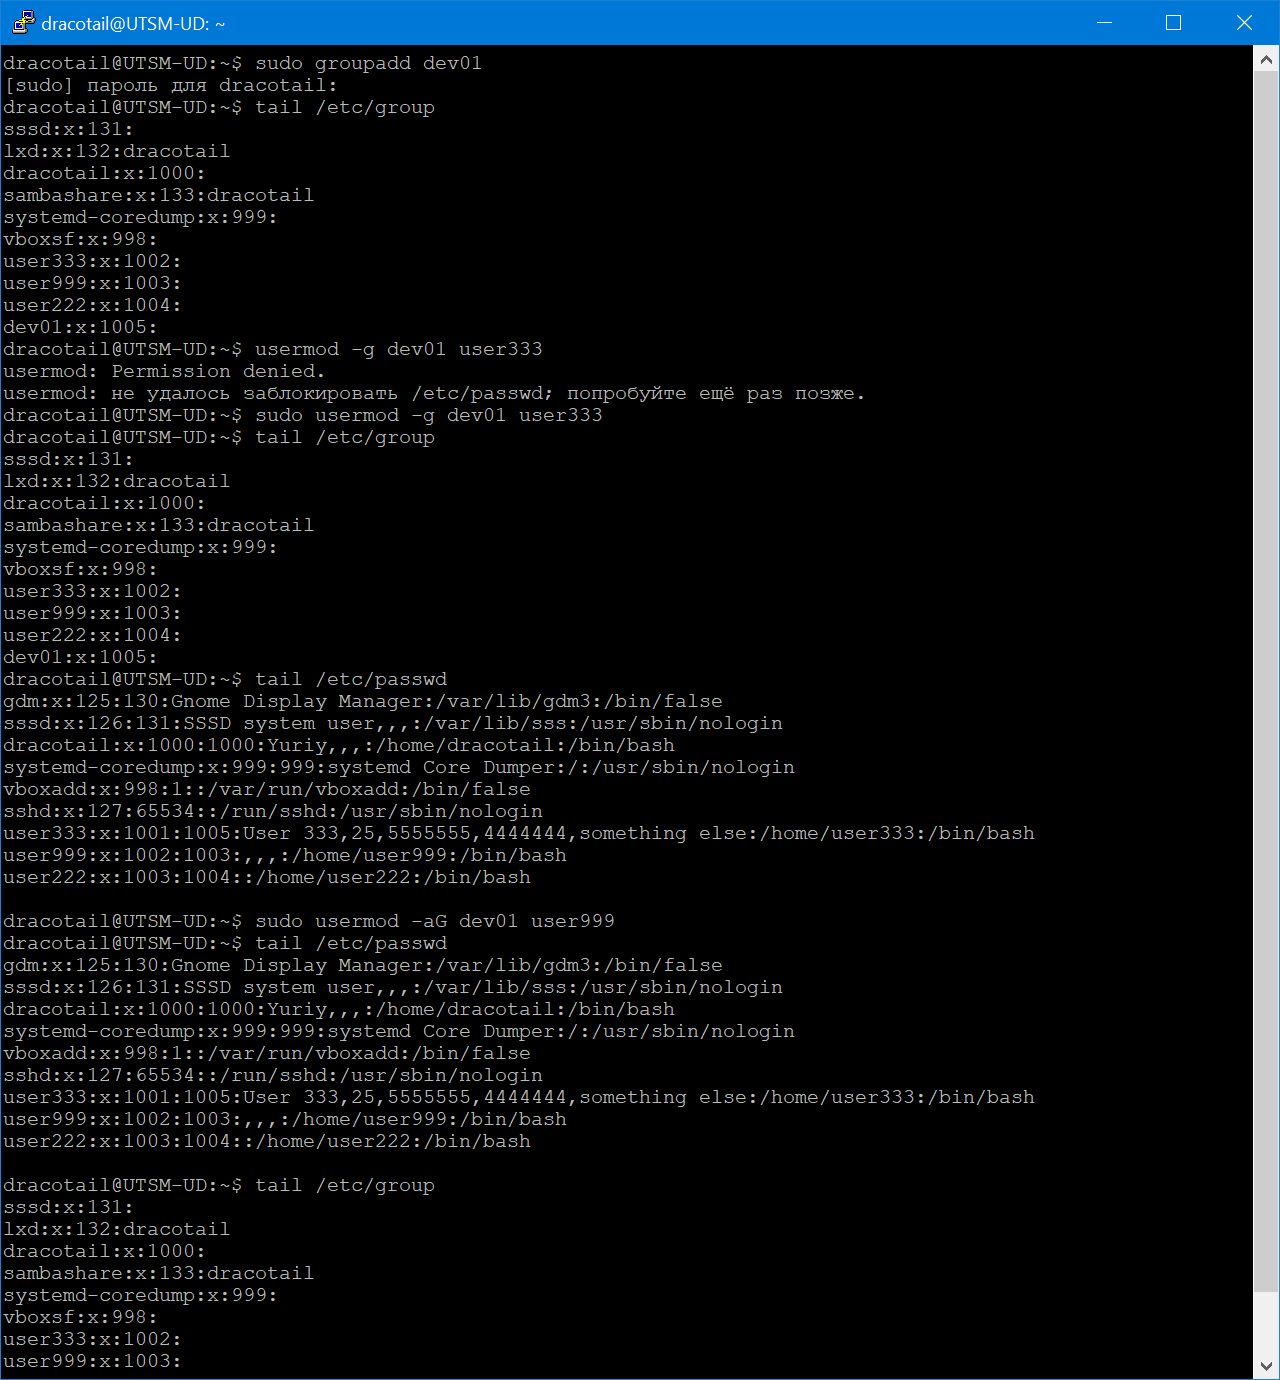 dracotail@UTSM-UD: ~
dracotail@UTSM-UD:~$ sudo groupadd dev01
[sudo] пароль для dracotail:
dracotail@UTSM-UD:~$ tail /etc/group
sssd:x:131:
lxd:x:132:dracotail
dracotail:x:1000:
sambashare:x:133:dracotail
systemd-coredump:x:999:
vboxsf:x:998:
user333:x:1002:
user999:x:1003:
user222:x:1004:
dev01:x:1005:
dracotail@UTSM-UD:~$ usermod -g dev01 user333
usermod: Permission denied.
usermod: не удалось заблокировать /etc/passwd; попробуйте ещё раз позже.
dracotail@UTSM-UD:~$ sudo usermod -g dev01 user333
dracotail@UTSM-UD:~$ tail /etc/group
sssd:x:131:
lxd:x:132:dracotail
dracotail:x:1000:
sambashare:x:133:dracotail
systemd-coredump:x:999:
vboxsf:x:998:
user333:x:1002:
user999:x:1003:
user222:x:1004:
dev01:x:1005:
dracotail@UTSM-UD:~$ tail /etc/passwd
gdm:x:125:130:Gnome Display Manager:/var/lib/gdm3:/bin/false
sssd:x:126:131:SSSD system user,,,:/var/lib/sss:/usr/sbin/nologin
dracotail:x:1000:1000:Yuriy,,,:/home/dracotail:/bin/bash
systemd-coredump:x:999:999:systemd Core Dumper:/:/usr/sbin/nologin
vboxadd:x:998:1::/var/run/vboxadd:/bin/false
sshd:x:127:65534::/run/sshd:/usr/sbin/nologin
user333:x:1001:1005:User 333,25,5555555,4444444,something else:/home/user333:/bin/bash
user999:x:1002:1003:,,,:/home/user999:/bin/bash
user222:x:1003:1004::/home/user222:/bin/bash
dracotail@UTSM-UD:~$ sudo usermod -aG dev01 user999
dracotail@UTSM-UD:~$ tail /etc/passwd
gdm:x:125:130:Gnome Display Manager:/var/lib/gdm3:/bin/false
sssd:x:126:131:SSSD system user,,,:/var/lib/sss:/usr/sbin/nologin
dracotail:x:1000:1000:Yuriy,,,:/home/dracotail:/bin/bash
systemd-coredump:x:999:999:systemd Core Dumper:/:/usr/sbin/nologin
vboxadd:x:998:1::/var/run/vboxadd:/bin/false
sshd:x:127:65534::/run/sshd:/usr/sbin/nologin
user333:x:1001:1005:User 333,25,5555555,4444444,something else:/home/user333:/bin/bash
user999:x:1002:1003:,,,:/home/user999:/bin/bash
user222:x:1003:1004::/home/user222:/bin/bash
dracotail@UTSM-UD:~$ tail /etc/group
sssd:x:131:
lxd:x:132:dracotail
dracotail:x:1000:
sambashare:x:133:dracotail
systemd-coredump:x:999:
vboxsf:x:998:
user333:x:1002:
user999:x:1003: